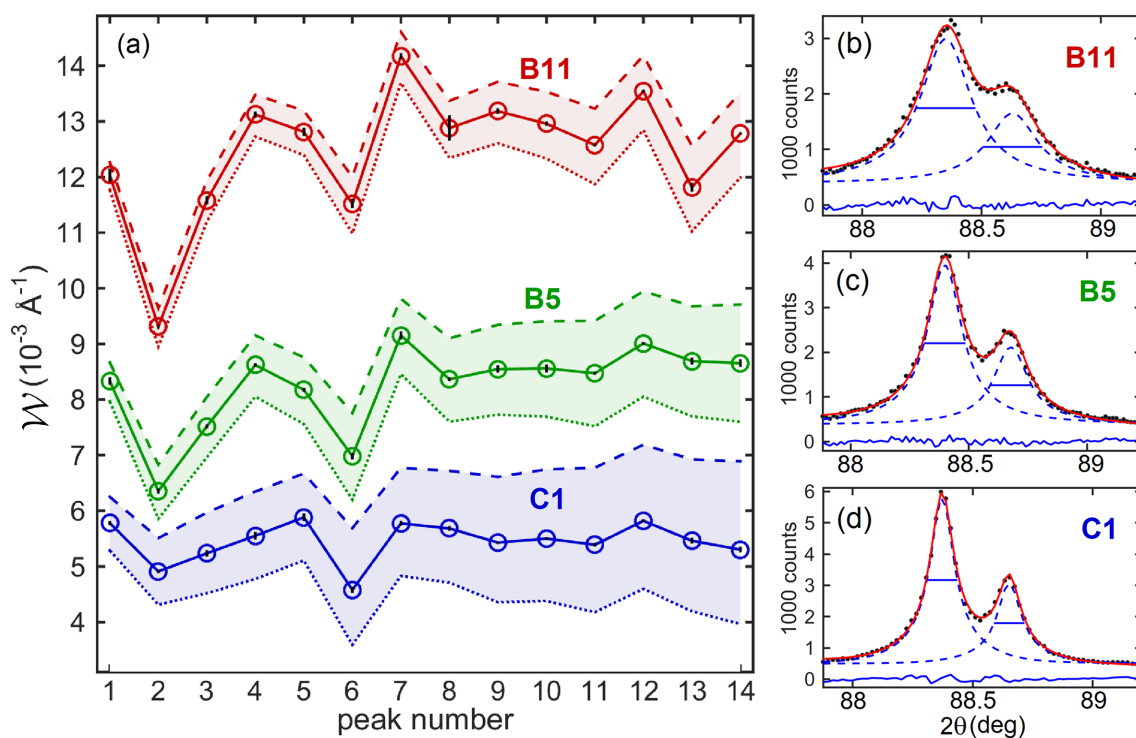 (a)
B11
B5
C1
14
13
12
11
10
9
8
7
6
5
4
𝒲 (10⁻³ Å⁻¹)
1 2 3 4 5 6 7 8 9 10 11 12 13 14
peak number
(b)
B11
3
2
1
0
1000 counts
88 88.5 89
(c)
B5
4
3
2
1
0
1000 counts
88 88.5 89
(d)
C1
6
5
4
3
2
1
0
1000 counts
88 88.5 89
2θ (deg)